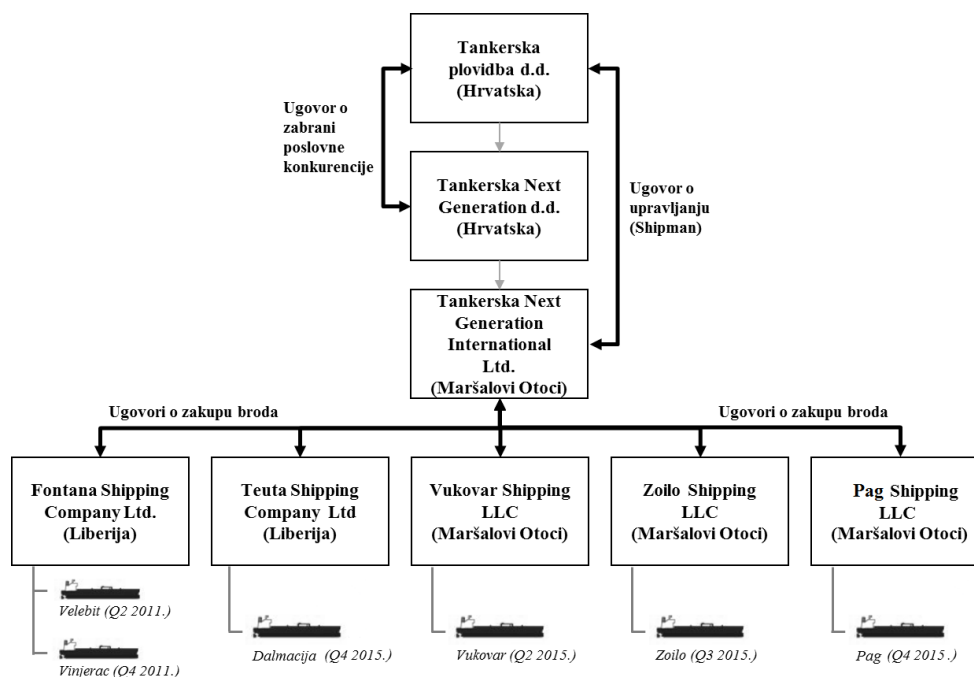 Tankerska
plovidba d.d.
(Hrvatska)
Ugovor o
zabrani
poslovne
konkurencije
Tankerska Next
Generation d.d.
(Hrvatska)
Ugovor o
upravljanju
(Shipman)
Tankerska Next
Generation
International
Ltd.
(Maršalovi Otoci)
Ugovori o zakupu broda
Ugovori o zakupu broda
Fontana Shipping
Company Ltd.
(Liberija)
Teuta Shipping
Company Ltd
(Liberija)
Vukovar Shipping
LLC
(Maršalovi Otoci)
Zoilo Shipping
LLC
(Maršalovi Otoci)
Pag Shipping
LLC
(Maršalovi Otoci)
Velebit (Q2 2011.)
Vinjerac (Q4 2011.)
Dalmacija (Q4 2015.)
Vukovar (Q2 2015.)
Zoilo (Q3 2015.)
Pag (Q4 2015.)